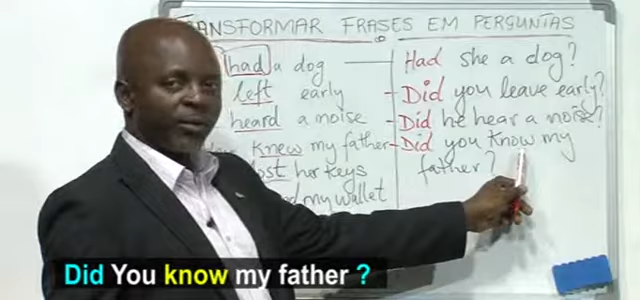 TRANSFORMAR FRASES EM PERGUNTAS
had a dog
Had she a dog?
left early
Did you leave early?
heard a noise
Did he hear a noise?
knew my father
Did you know my
father?
her keys
my wallet
Did You know my father ?